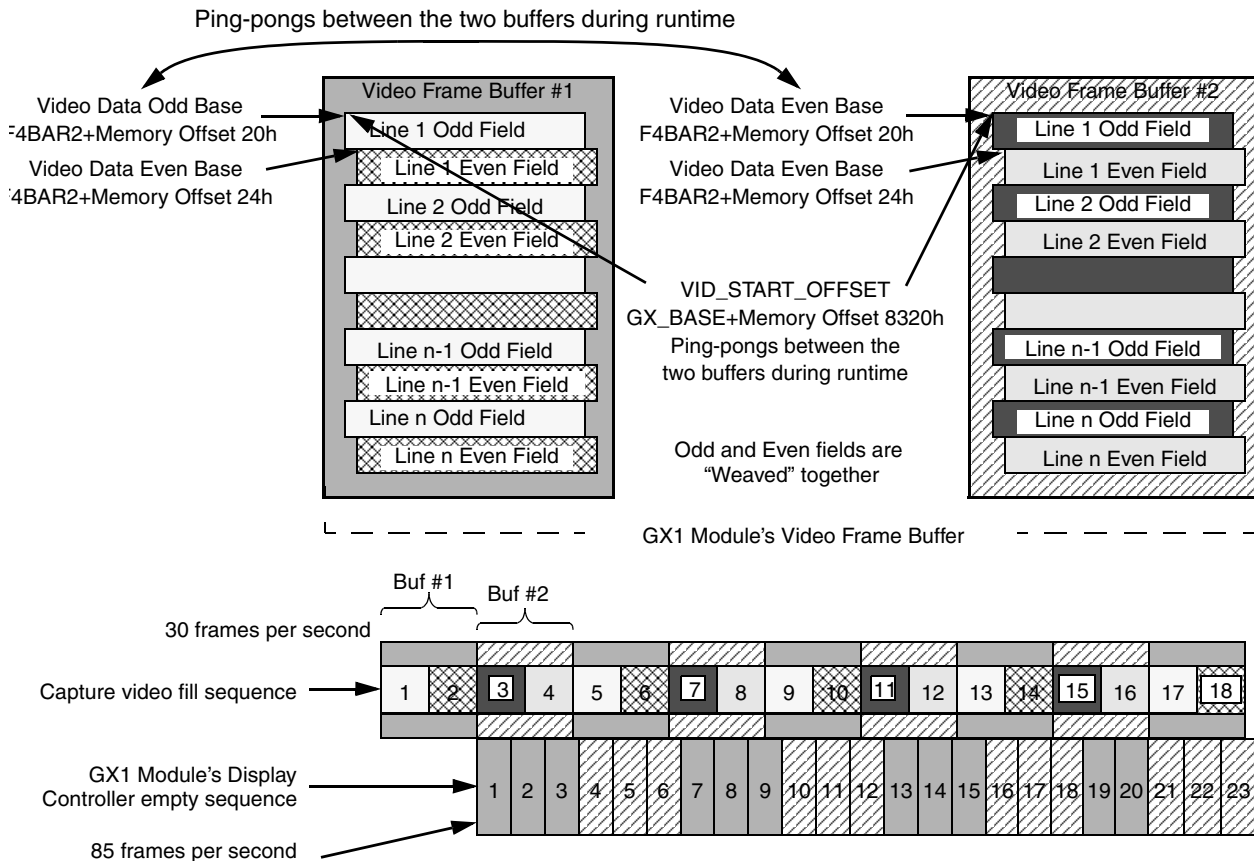 Ping-pongs between the two buffers during runtime
Video Frame Buffer #1
Video Data Odd Base
F4BAR2+Memory Offset 20h
Video Data Even Base
F4BAR2+Memory Offset 24h
Line 1 Odd Field
Line 1 Even Field
Line 2 Odd Field
Line 2 Even Field
Line n-1 Odd Field
Line n-1 Even Field
Line n Odd Field
Line n Even Field
Video Data Even Base
F4BAR2+Memory Offset 20h
Video Data Even Base
F4BAR2+Memory Offset 24h
VID_START_OFFSET
GX_BASE+Memory Offset 8320h
Ping-pongs between the
two buffers during runtime
Odd and Even fields are
“Weaved” together
Video Frame Buffer #2
Line 1 Odd Field
Line 1 Even Field
Line 2 Odd Field
Line 2 Even Field
Line n-1 Odd Field
Line n-1 Even Field
Line n Odd Field
Line n Even Field
GX1 Module’s Video Frame Buffer
Buf #1
Buf #2
30 frames per second
Capture video fill sequence
1 2 3 4 5 6 7 8 9 10 11 12 13 14 15 16 17 18
GX1 Module’s Display
Controller empty sequence
1 2 3 4 5 6 7 8 9 10 11 12 13 14 15 16 17 18 19 20 21 22 23
85 frames per second